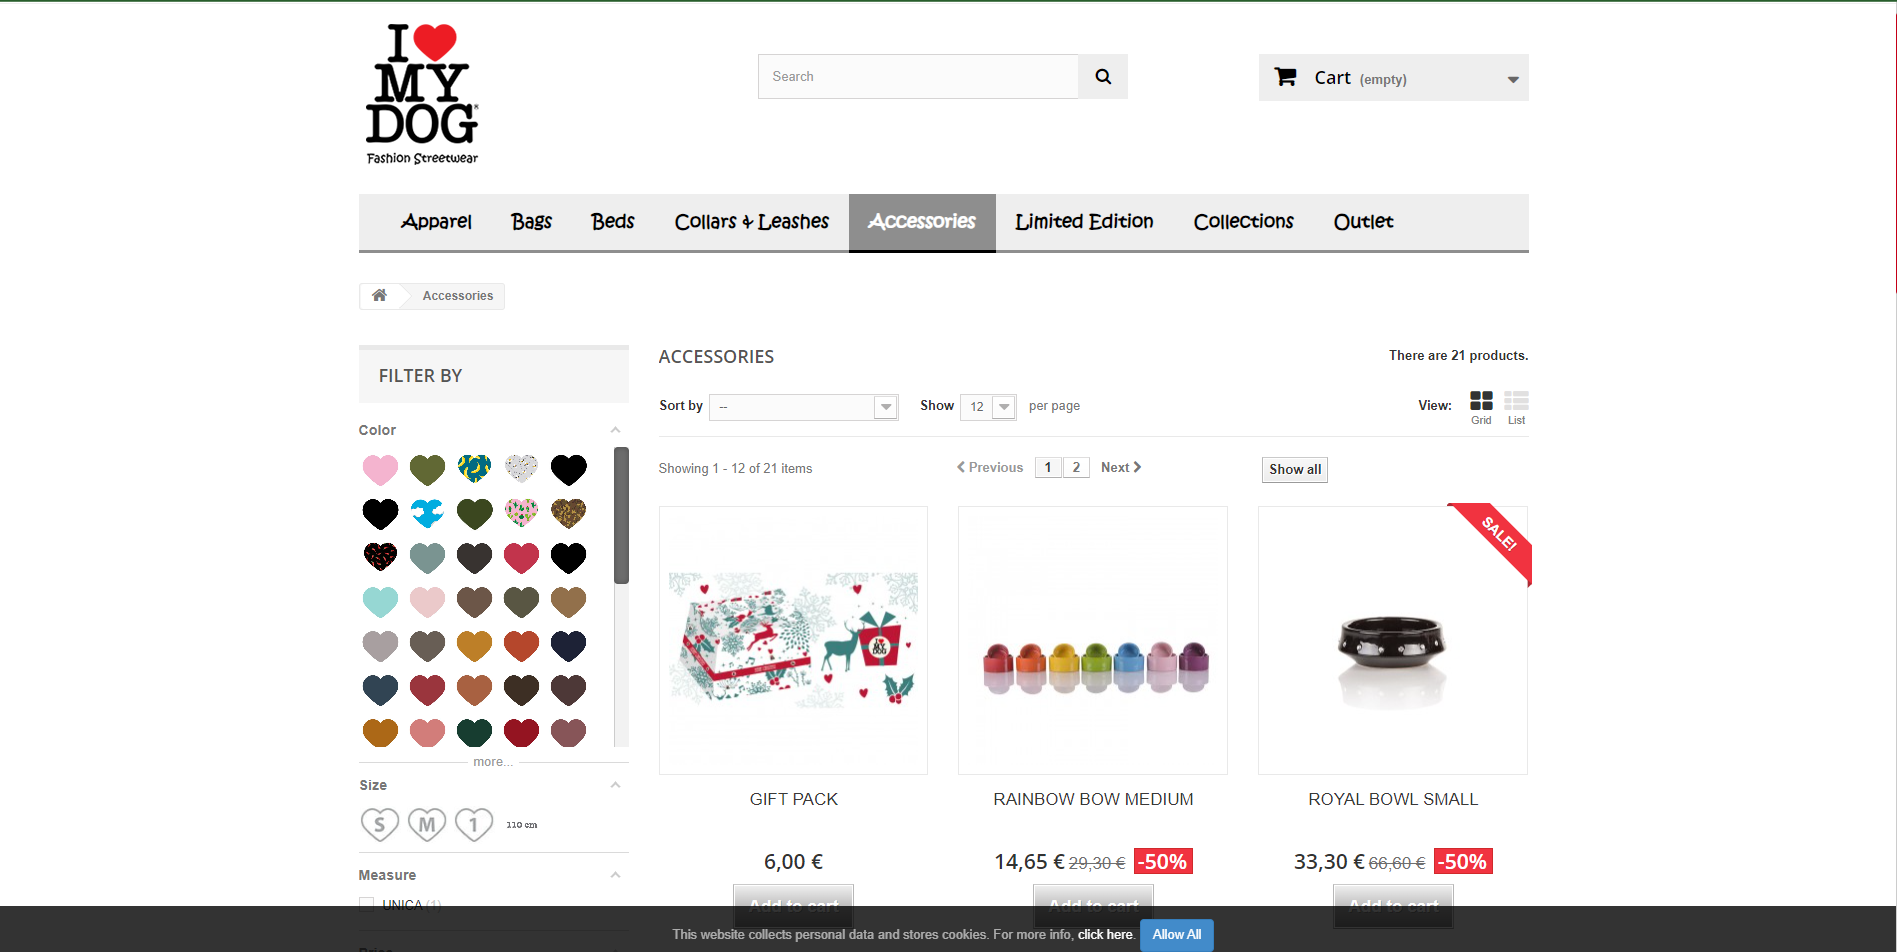 I
MY
DOG®
Fashion Streetwear
Search
Cart (empty)
Apparel Bags Beds Collars & Leashes Accessories Limited Edition Collections Outlet
Accessories
FILTER BY
Color
more...
Size
S M 1 110 cm
Measure
UNICA (1)
ACCESSORIES
There are 21 products.
Sort by -- Show 12 per page
View: Grid List
Showing 1 - 12 of 21 items
Previous 1 2 Next
Show all
I
MY
DOG
SALE!
GIFT PACK
6,00 €
Add to cart
RAINBOW BOW MEDIUM
14,65 € 29,30 € -50%
Add to cart
ROYAL BOWL SMALL
33,30 € 66,60 € -50%
Add to cart
This website collects personal data and stores cookies. For more info, click here. Allow All